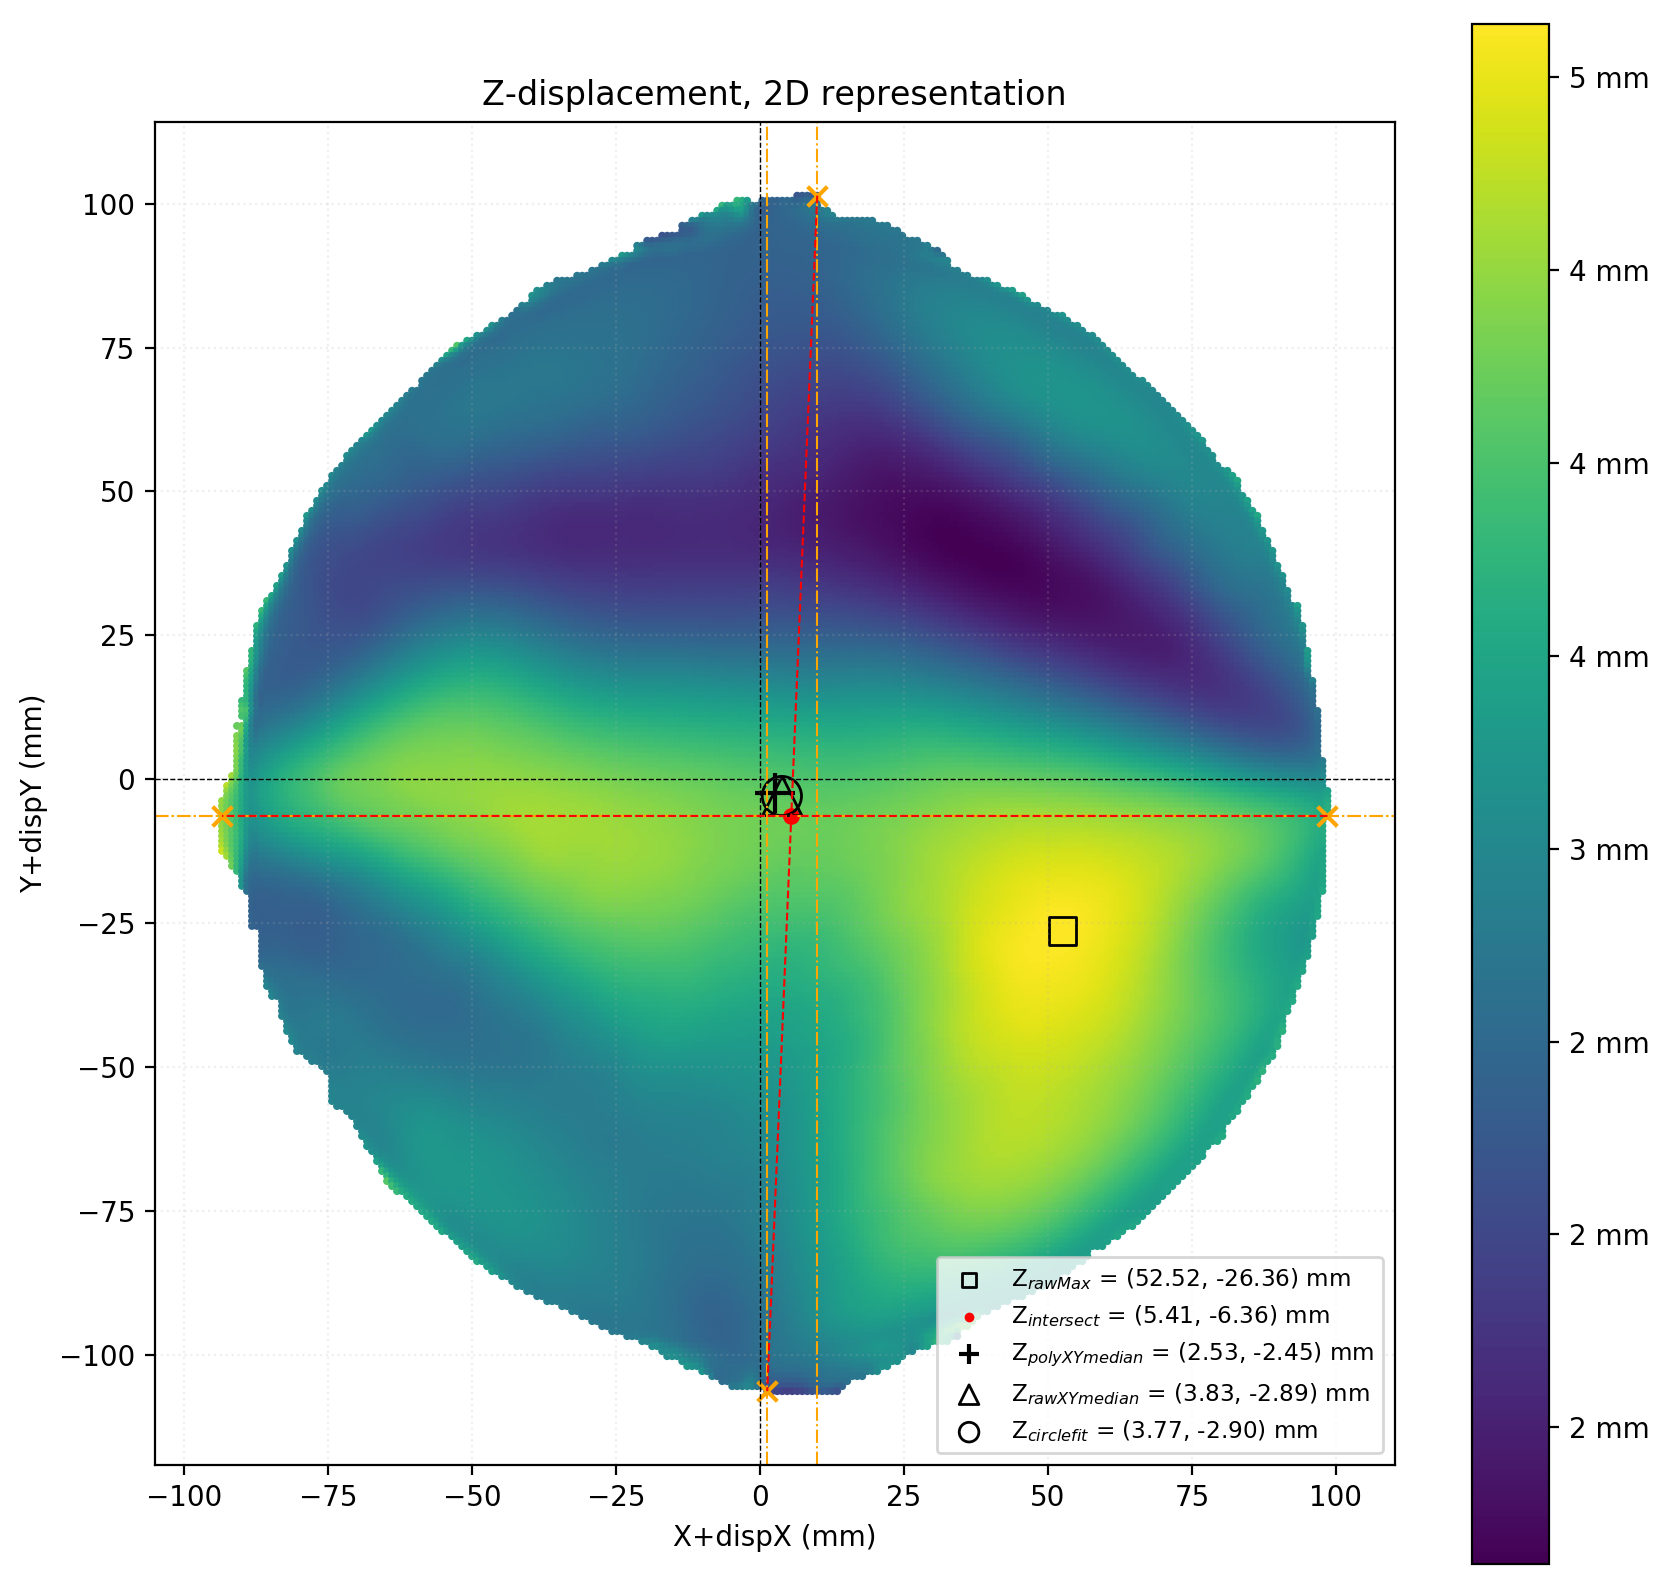 Z-displacement, 2D representation
100
75
50
25
0
−25
−50
−75
−100
Y+dispY (mm)
−100
−75
−50
−25
0
25
50
75
100
X+dispX (mm)
Z_rawMax = (52.52, -26.36) mm
Z_intersect = (5.41, -6.36) mm
Z_polyXYmedian = (2.53, -2.45) mm
Z_rawXYmedian = (3.83, -2.89) mm
Z_circlefit = (3.77, -2.90) mm
5 mm
4 mm
4 mm
4 mm
3 mm
2 mm
2 mm
2 mm